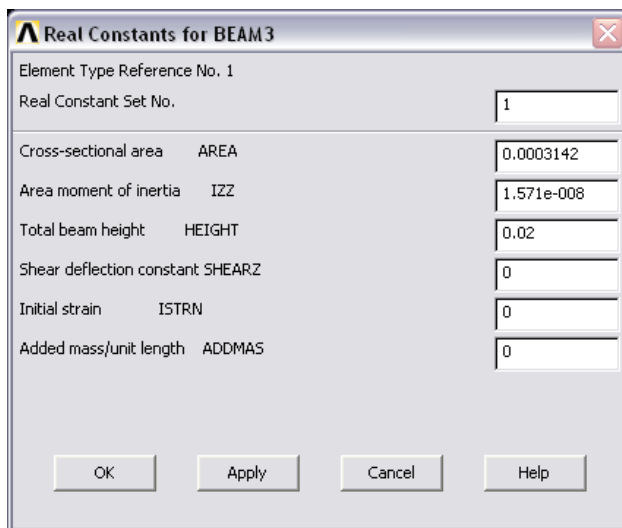 Real Constants for BEAM3
Element Type Reference No. 1
Real Constant Set No. 1
Cross-sectional area AREA 0.0003142
Area moment of inertia IZZ 1.571e-008
Total beam height HEIGHT 0.02
Shear deflection constant SHEARZ 0
Initial strain ISTRN 0
Added mass/unit length ADDMAS 0
OK Apply Cancel Help